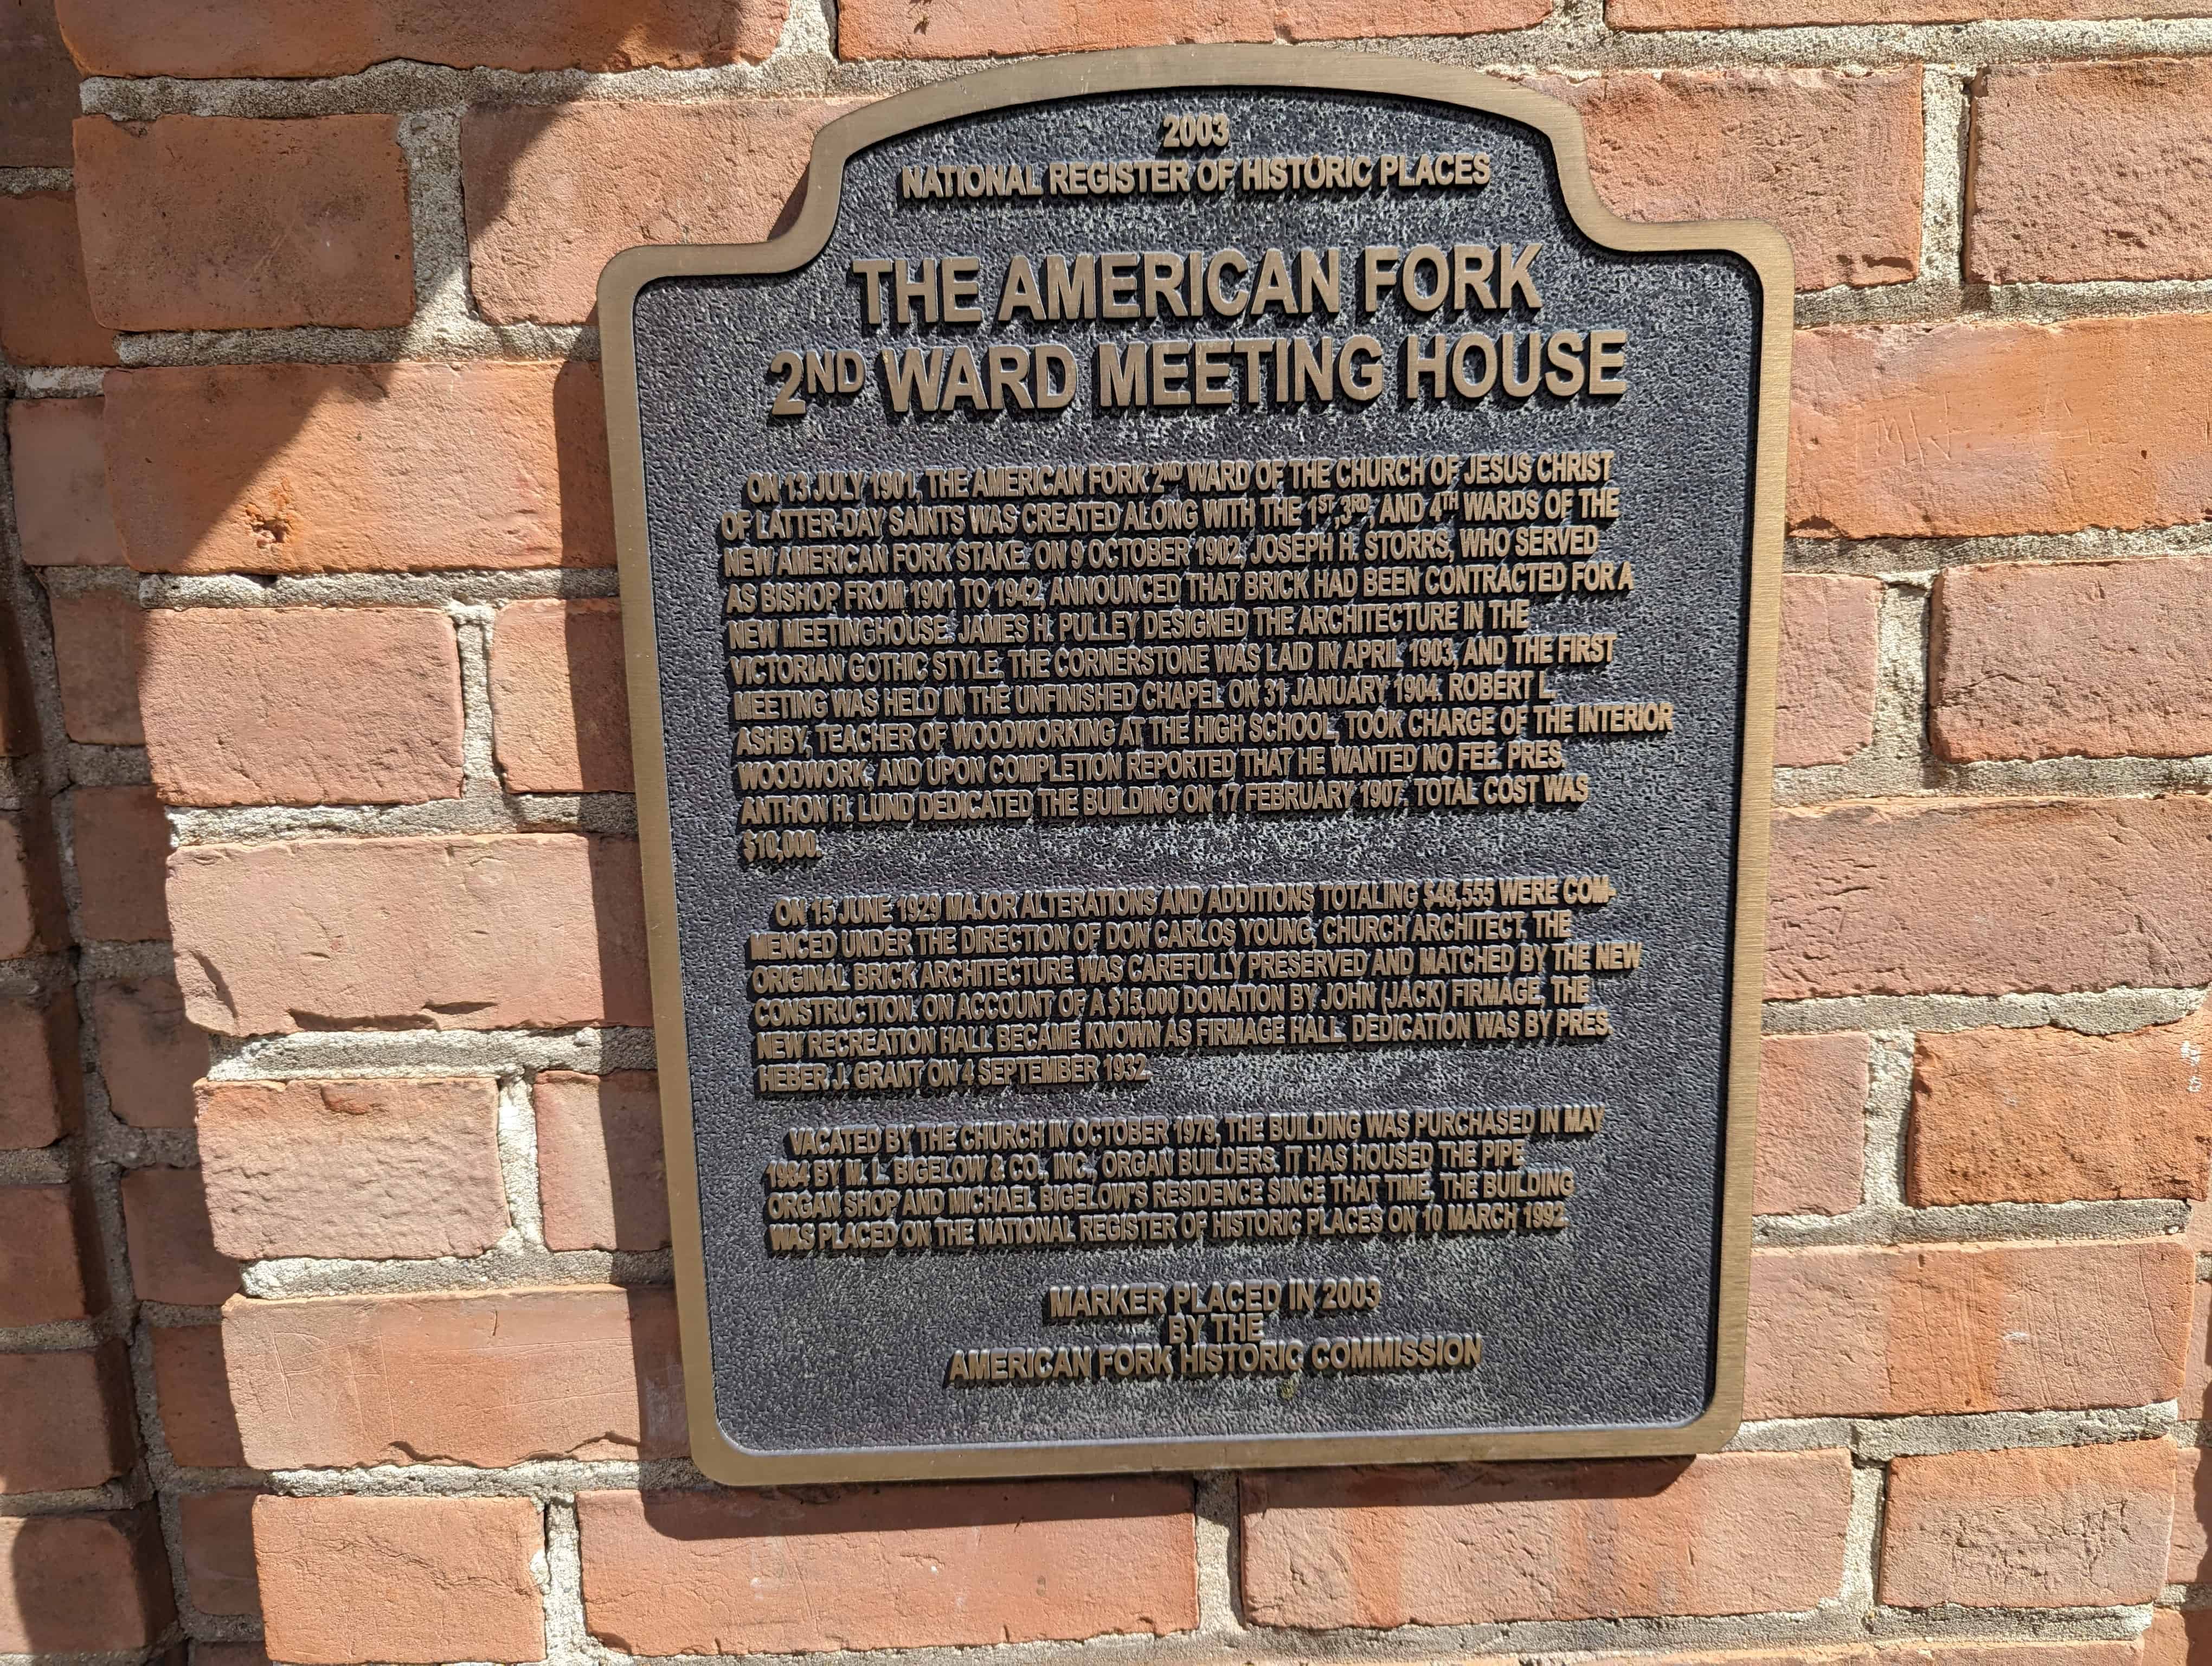 2003
NATIONAL REGISTER OF HISTORIC PLACES
THE AMERICAN FORK
2ND WARD MEETING HOUSE
ON 13 JULY 1901, THE AMERICAN FORK 2ND WARD OF THE CHURCH OF JESUS CHRIST
OF LATTER-DAY SAINTS WAS CREATED ALONG WITH THE 1ST, 3RD, AND 4TH WARDS OF THE
NEW AMERICAN FORK STAKE. ON 9 OCTOBER 1902, JOSEPH H. STORRS, WHO SERVED
AS BISHOP FROM 1901 TO 1942, ANNOUNCED THAT BRICK HAD BEEN CONTRACTED FOR A
NEW MEETINGHOUSE. JAMES H. PULLEY DESIGNED THE ARCHITECTURE IN THE
VICTORIAN GOTHIC STYLE. THE CORNERSTONE WAS LAID IN APRIL 1903, AND THE FIRST
MEETING WAS HELD IN THE UNFINISHED CHAPEL ON 31 JANUARY 1904. ROBERT L.
ASHBY, TEACHER OF WOODWORKING AT THE HIGH SCHOOL, TOOK CHARGE OF THE INTERIOR
WOODWORK, AND UPON COMPLETION REPORTED THAT HE WANTED NO FEE. PRES.
ANTHON H. LUND DEDICATED THE BUILDING ON 17 FEBRUARY 1907. TOTAL COST WAS
$10,000.
ON 15 JUNE 1929 MAJOR ALTERATIONS AND ADDITIONS TOTALING $48,555 WERE COM-
MENCED UNDER THE DIRECTION OF DON CARLOS YOUNG, CHURCH ARCHITECT. THE
ORIGINAL BRICK ARCHITECTURE WAS CAREFULLY PRESERVED AND MATCHED BY THE NEW
CONSTRUCTION. ON ACCOUNT OF A $15,000 DONATION BY JOHN (JACK) FIRMAGE, THE
NEW RECREATION HALL BECAME KNOWN AS FIRMAGE HALL. DEDICATION WAS BY PRES.
HEBER J. GRANT ON 4 SEPTEMBER 1932.
VACATED BY THE CHURCH IN OCTOBER 1979, THE BUILDING WAS PURCHASED IN MAY
1984 BY M. L. BIGELOW & CO., INC., ORGAN BUILDERS. IT HAS HOUSED THE PIPE
ORGAN SHOP AND MICHAEL BIGELOW'S RESIDENCE SINCE THAT TIME. THE BUILDING
WAS PLACED ON THE NATIONAL REGISTER OF HISTORIC PLACES ON 10 MARCH 1992.
MARKER PLACED IN 2003
BY THE
AMERICAN FORK HISTORIC COMMISSION